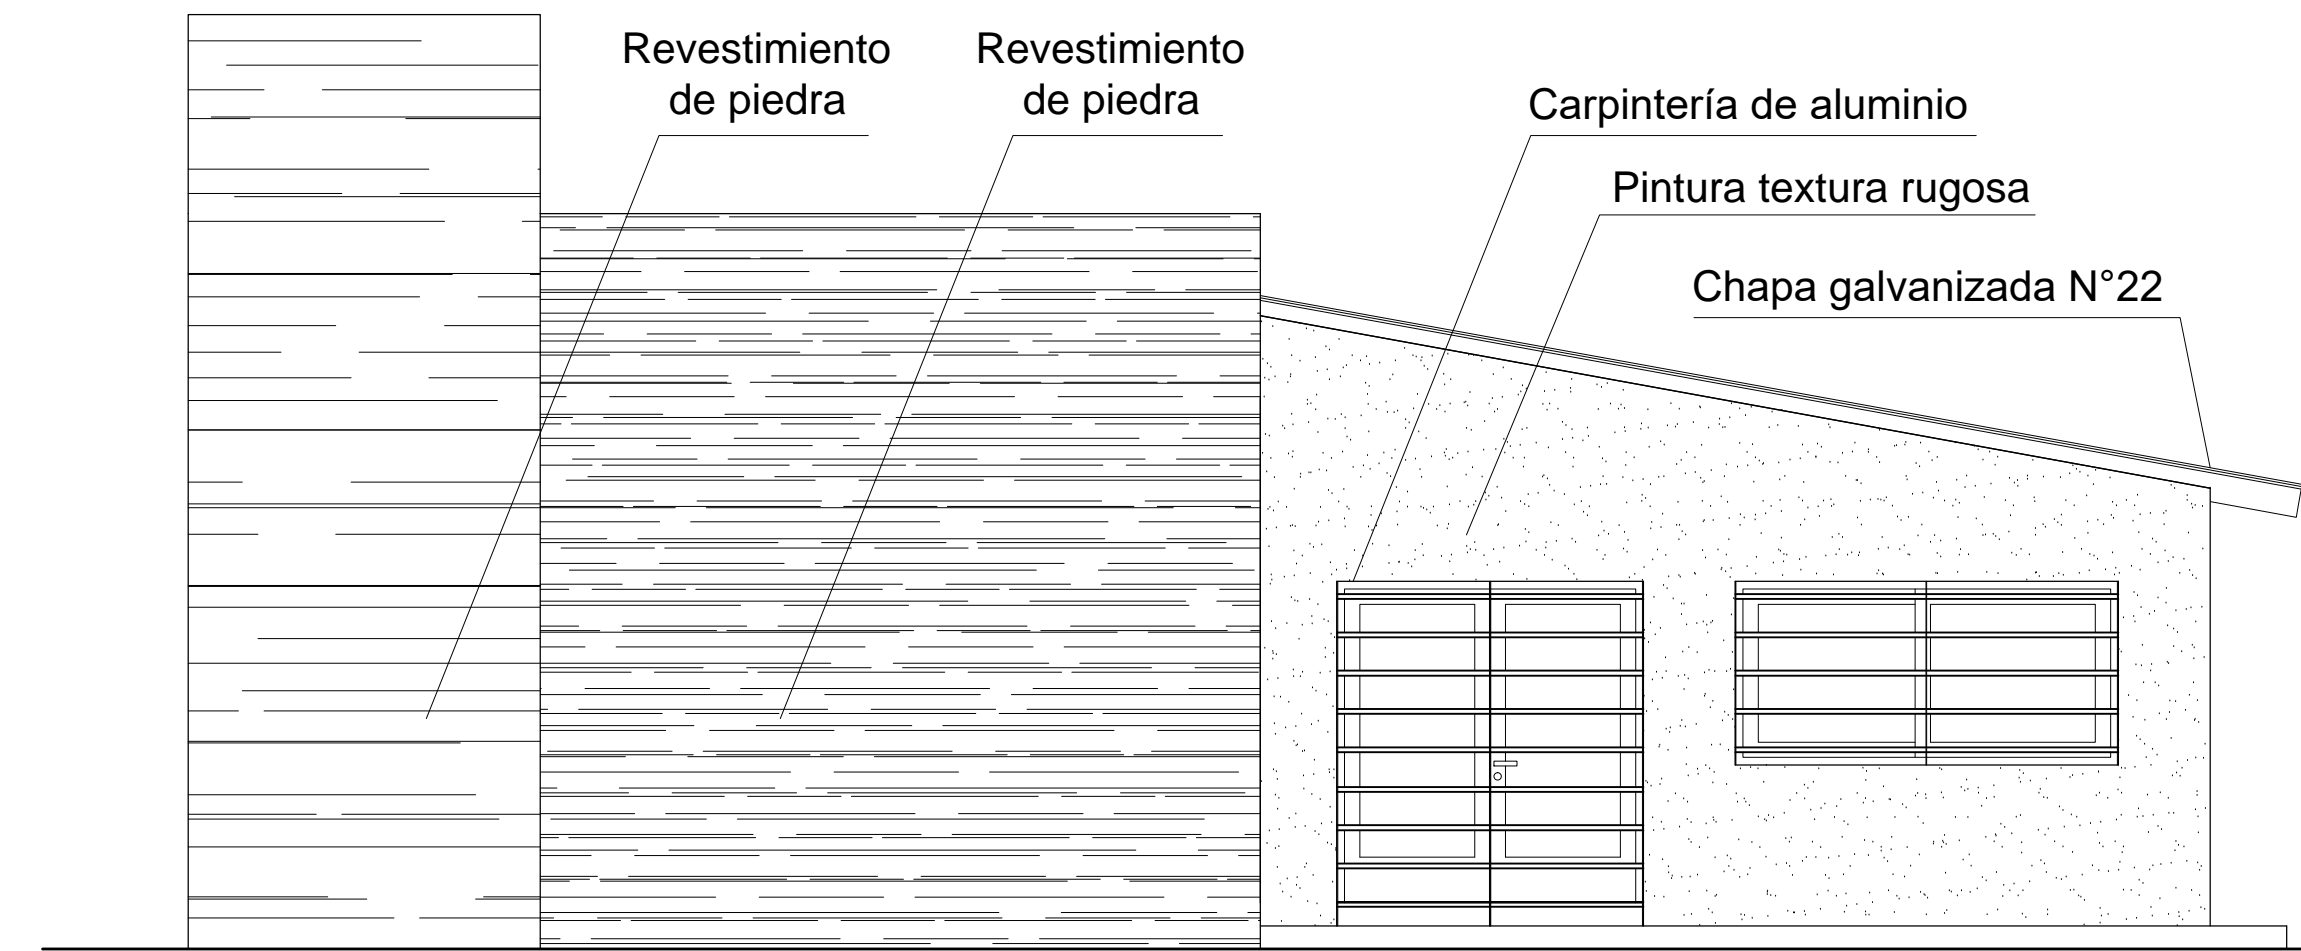 Revestimiento
de piedra
Revestimiento
de piedra
Carpintería de aluminio
Pintura textura rugosa
Chapa galvanizada N°22